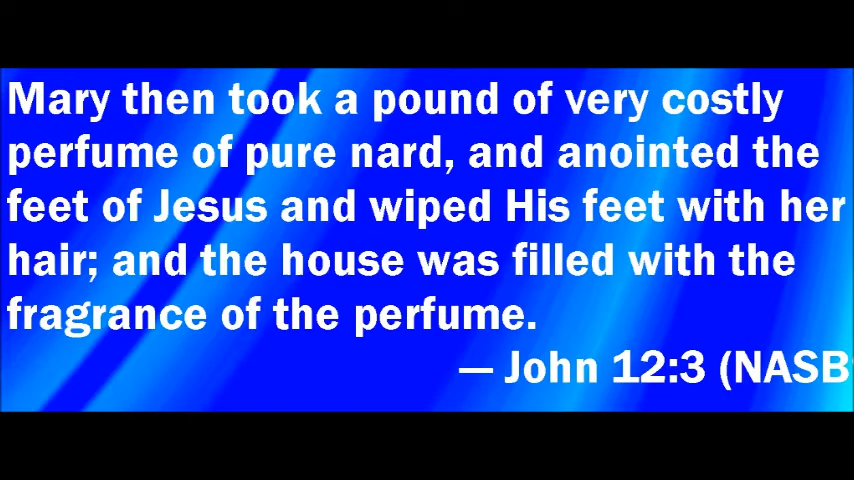 Mary then took a pound of very costly
perfume of pure nard, and anointed the
feet of Jesus and wiped His feet with her
hair; and the house was filled with the
fragrance of the perfume.
— John 12:3 (NASB